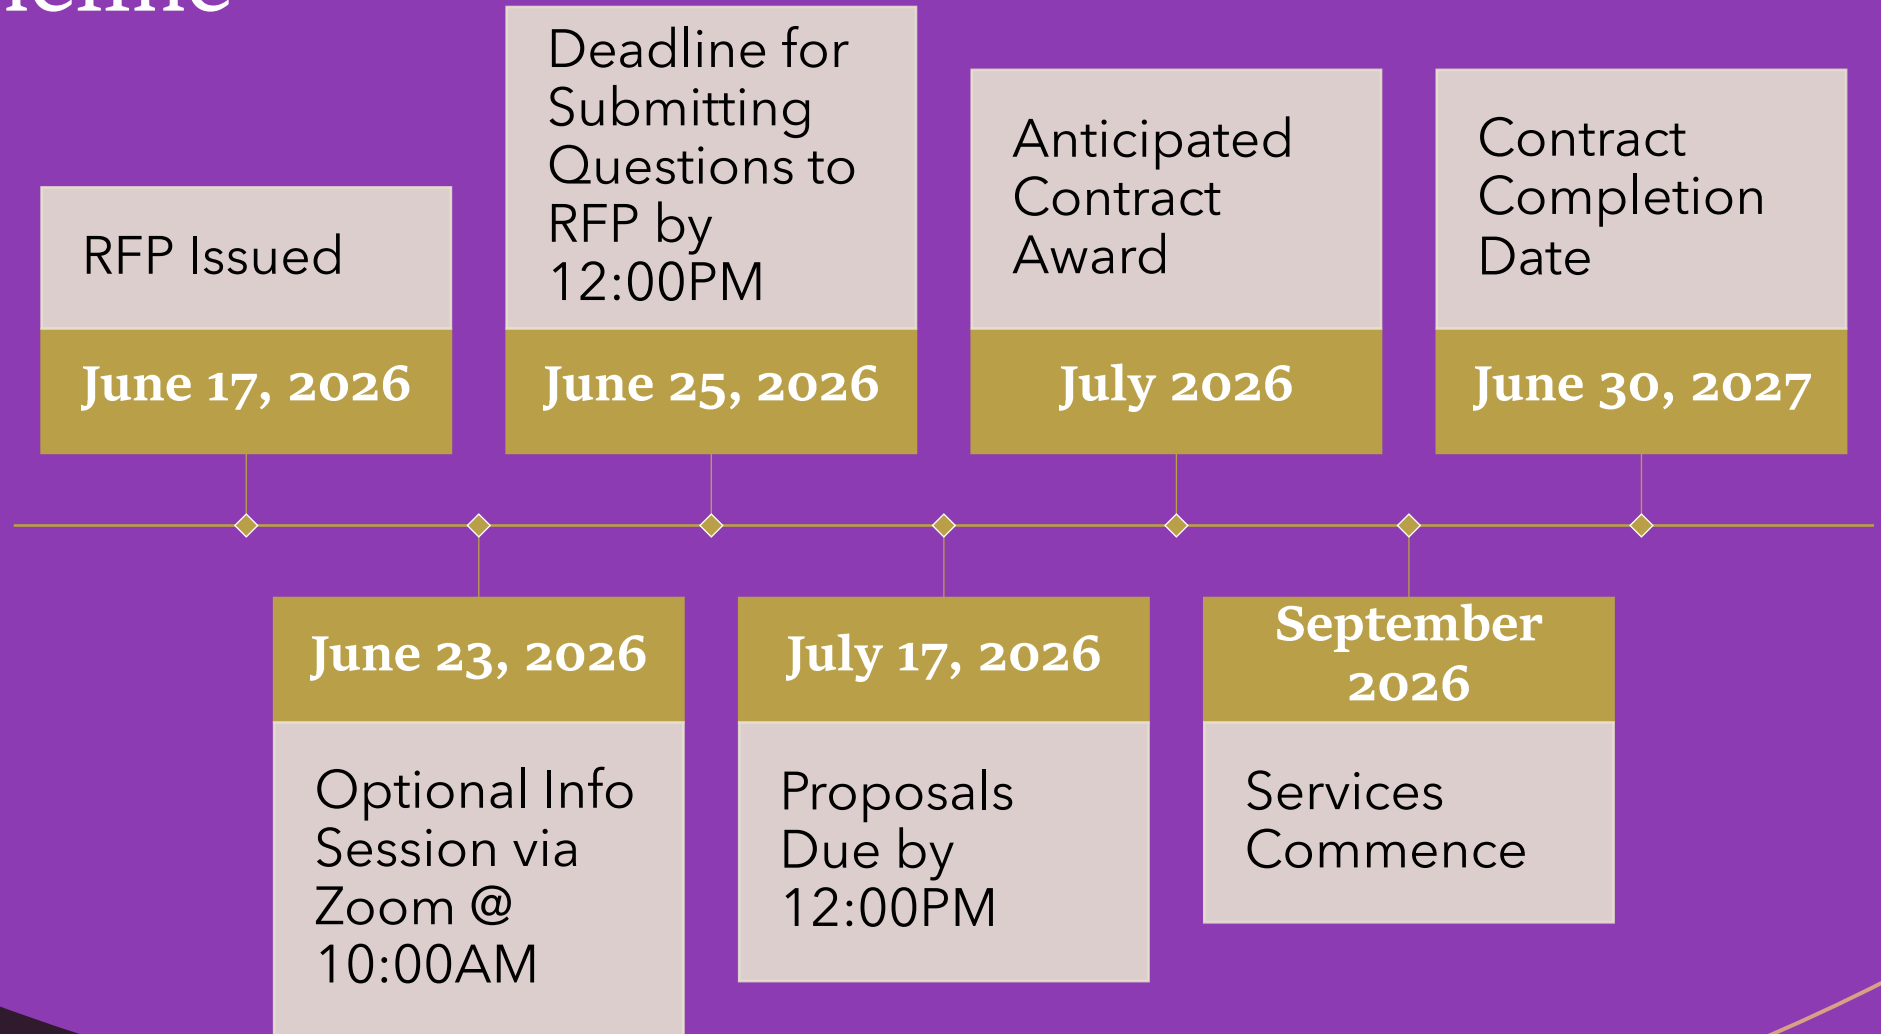 RFP Issued
June 17, 2026
June 23, 2026
Optional Info
Session via
Zoom @
10:00AM
Deadline for
Submitting
Questions to
RFP by
12:00PM
June 25, 2026
July 17, 2026
Proposals
Due by
12:00PM
Anticipated
Contract
Award
July 2026
September
2026
Services
Commence
Contract
Completion
Date
June 30, 2027